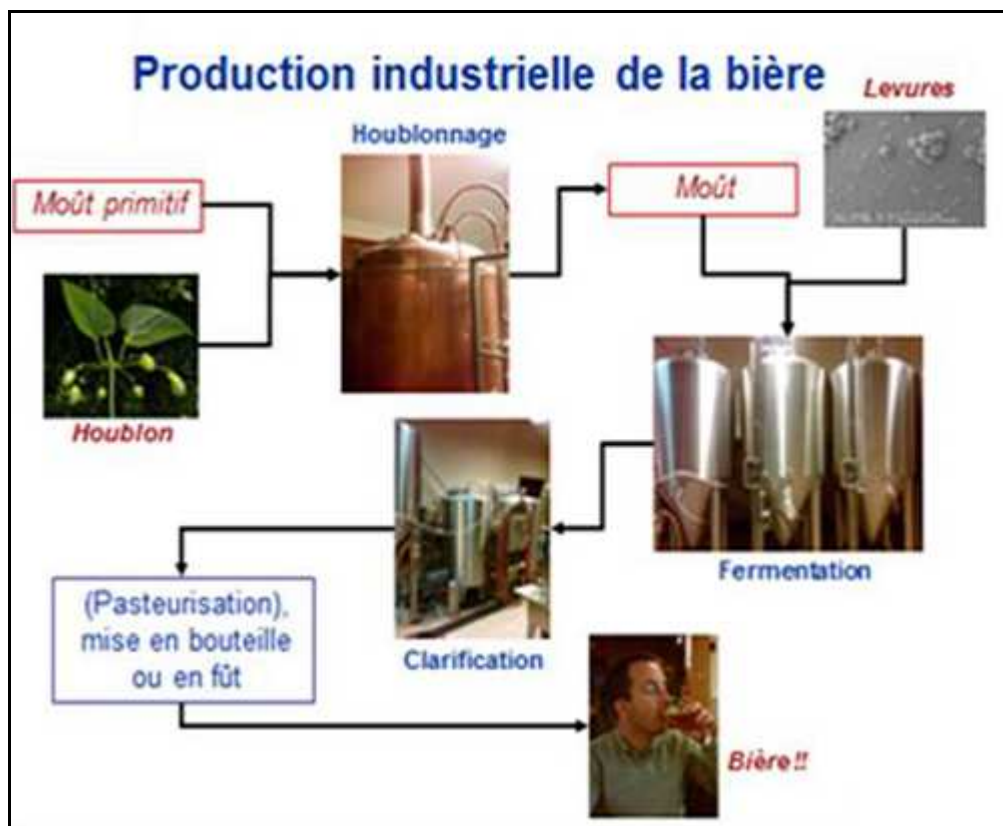 Production industrielle de la bière
Levures
Houblonnage
Moût primitif
Moût
Houblon
Fermentation
Clarification
(Pasteurisation),
mise en bouteille
ou en fût
Bière!!